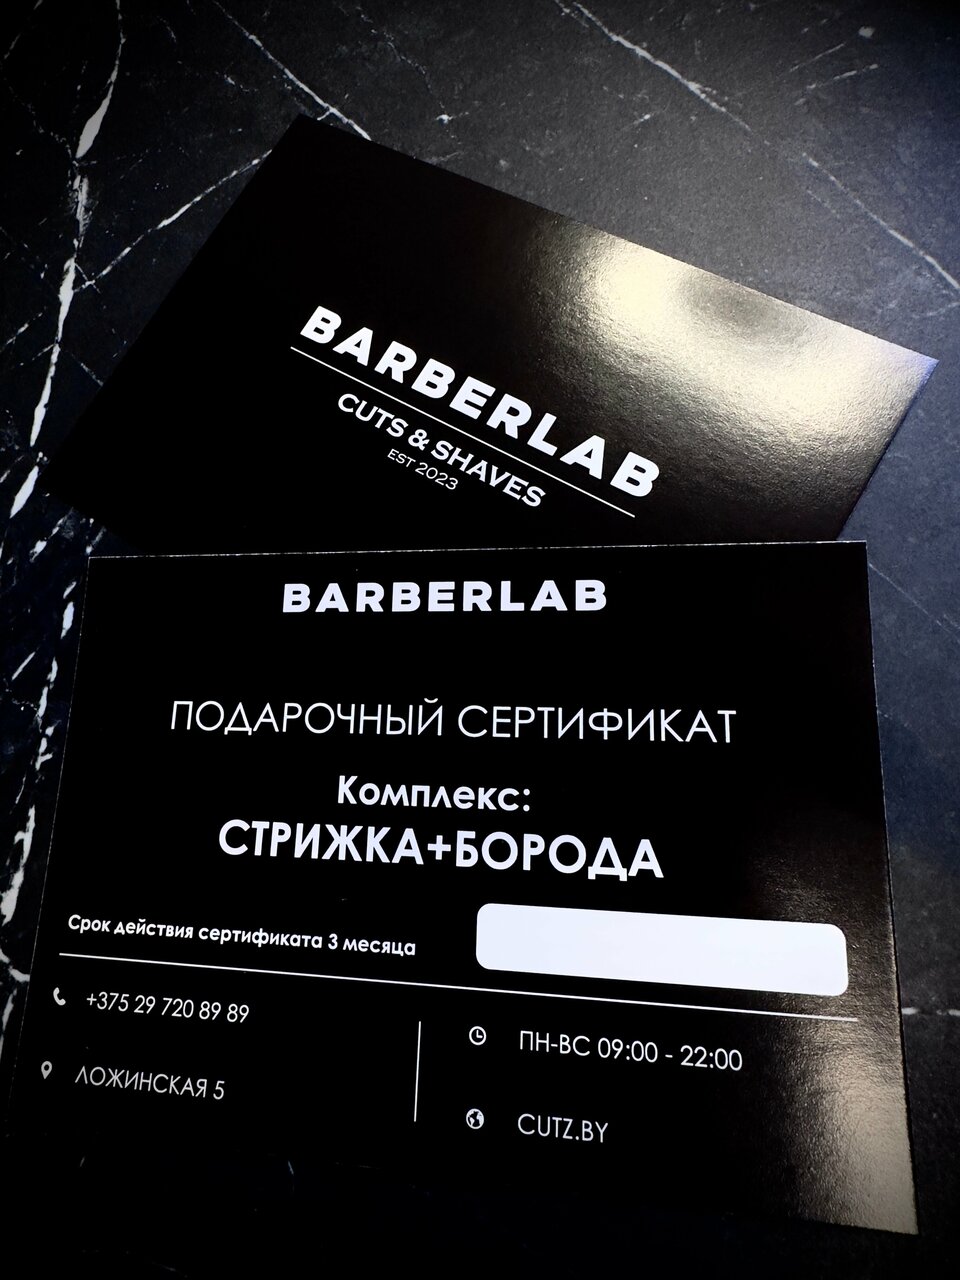 BARBERLAB
CUTS & SHAVES
EST 2023
BARBERLAB
ПОДАРОЧНЫЙ СЕРТИФИКАТ
Комплекс:
СТРИЖКА+БОРОДА
Срок действия сертификата 3 месяца
+375 29 720 89 89
ЛОЖИНСКАЯ 5
ПН-ВС 09:00 - 22:00
CUTZ.BY